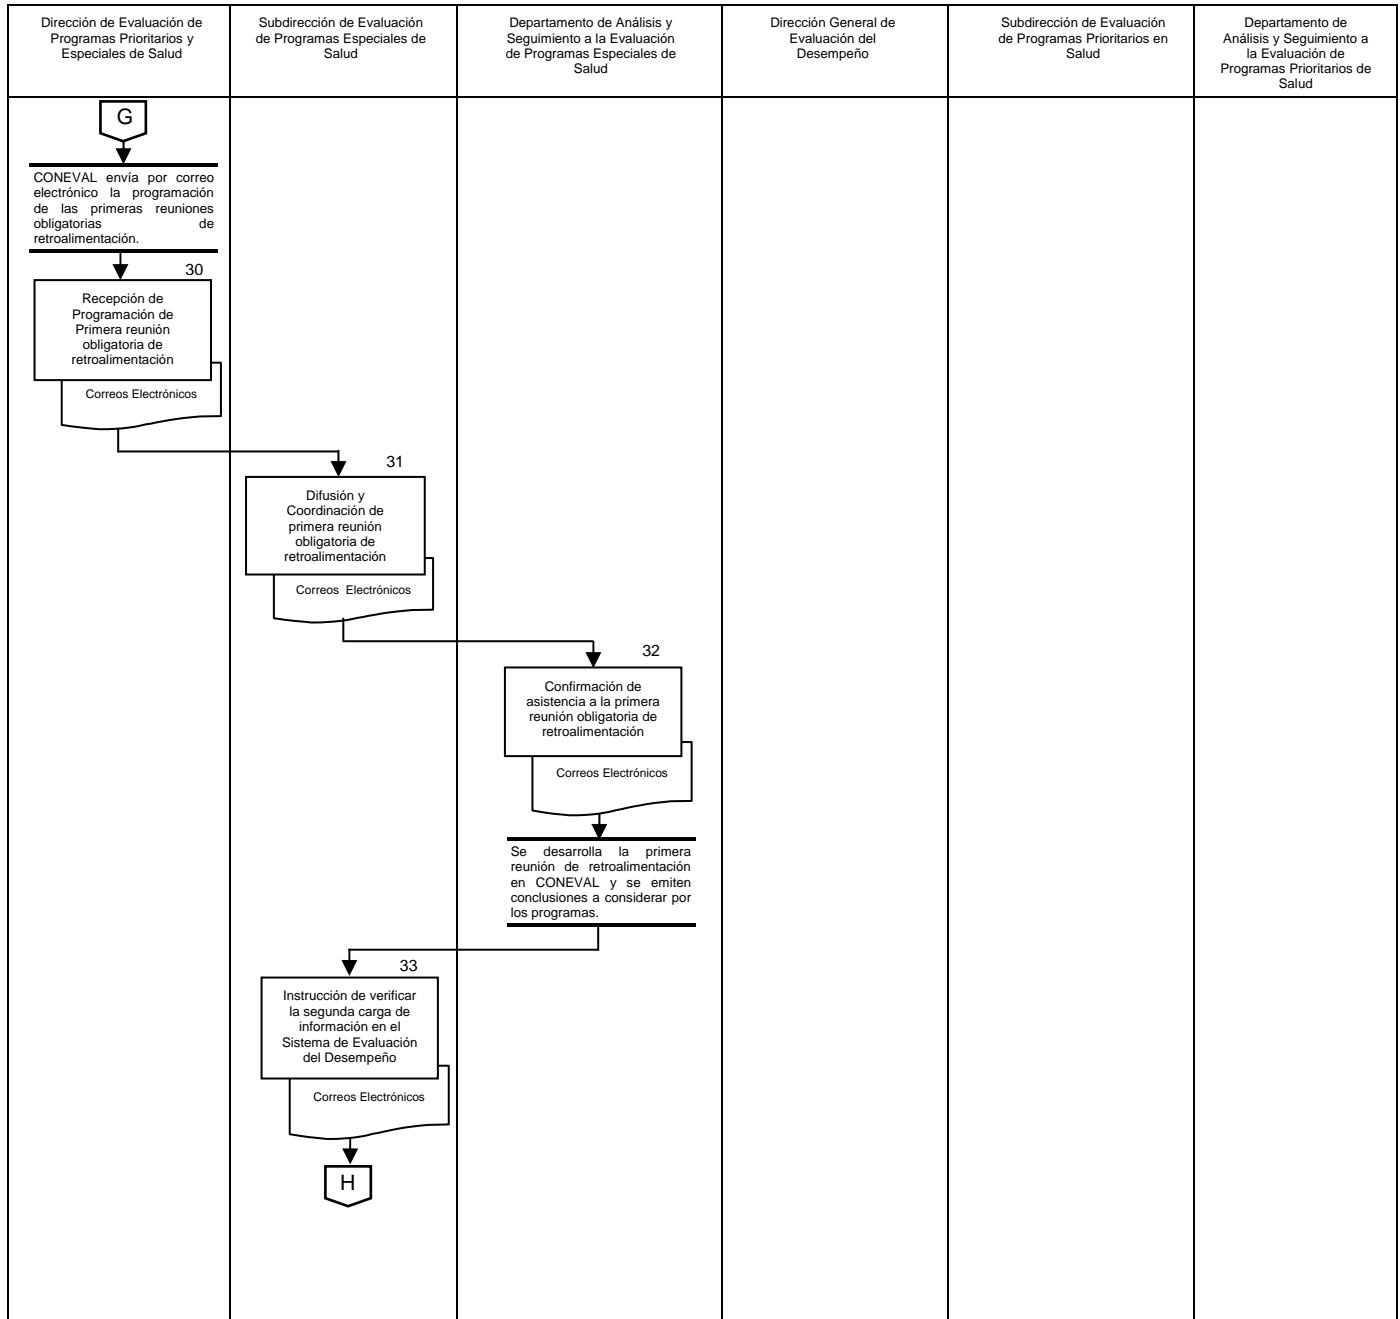 Dirección de Evaluación de
Programas Prioritarios y
Especiales de Salud
Subdirección de Evaluación
de Programas Especiales de
Salud
Departamento de Análisis y
Seguimiento a la Evaluación
de Programas Especiales de
Salud
Dirección General de
Evaluación del
Desempeño
Subdirección de Evaluación
de Programas Prioritarios en
Salud
Departamento de
Análisis y Seguimiento a
la Evaluación de
Programas Prioritarios de
Salud
G
CONEVAL envía por correo
electrónico la programación
de las primeras reuniones
obligatorias de
retroalimentación.
30
Recepción de
Programación de
Primera reunión
obligatoria de
retroalimentación
Correos Electrónicos
31
Difusión y
Coordinación de
primera reunión
obligatoria de
retroalimentación
Correos Electrónicos
32
Confirmación de
asistencia a la primera
reunión obligatoria de
retroalimentación
Correos Electrónicos
Se desarrolla la primera
reunión de retroalimentación
en CONEVAL y se emiten
conclusiones a considerar por
los programas.
33
Instrucción de verificar
la segunda carga de
información en el
Sistema de Evaluación
del Desempeño
Correos Electrónicos
H